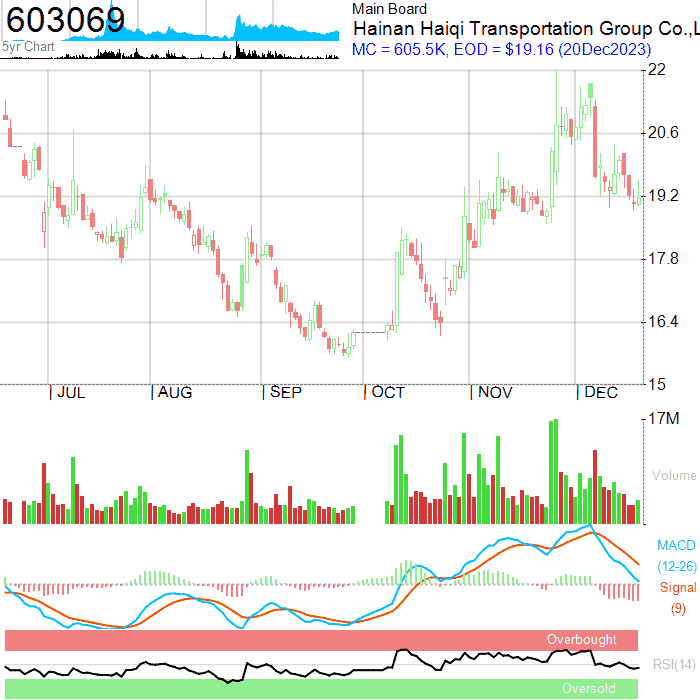 603069
5yr Chart
Main Board
Hainan Haiqi Transportation Group Co.,L
MC = 605.5K, EOD = $19.16 (20Dec2023)
22
20.6
19.2
17.8
16.4
15
JUL AUG SEP OCT NOV DEC
17M
Volume
MACD
(12-26)
Signal
(9)
Overbought
RSI(14)
Oversold